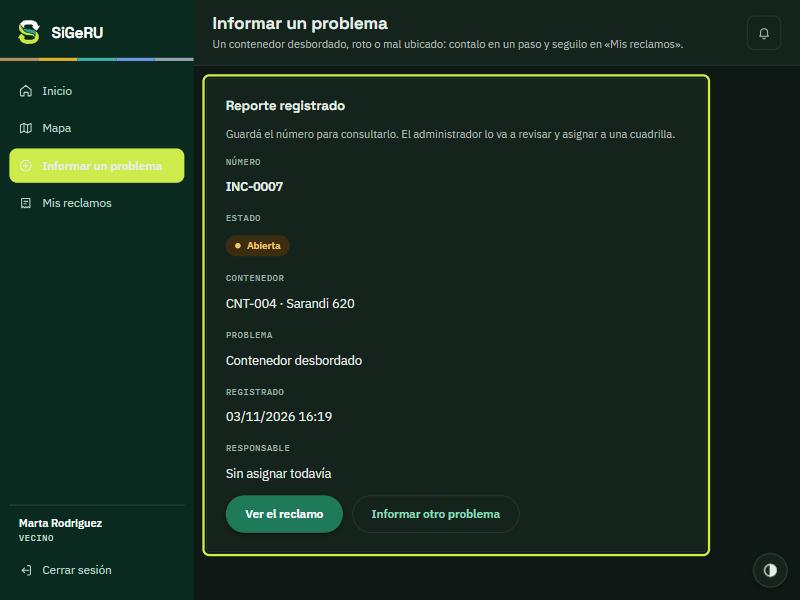 SiGeRU
Inicio
Mapa
Informar un problema
Mis reclamos
Marta Rodriguez
VECINO
Cerrar sesión
Informar un problema
Un contenedor desbordado, roto o mal ubicado: contalo en un paso y seguilo en «Mis reclamos».
Reporte registrado
Guardá el número para consultarlo. El administrador lo va a revisar y asignar a una cuadrilla.
NÚMERO
INC-0007
ESTADO
Abierta
CONTENEDOR
CNT-004 · Sarandí 620
PROBLEMA
Contenedor desbordado
REGISTRADO
03/11/2026 16:19
RESPONSABLE
Sin asignar todavía
Ver el reclamo
Informar otro problema